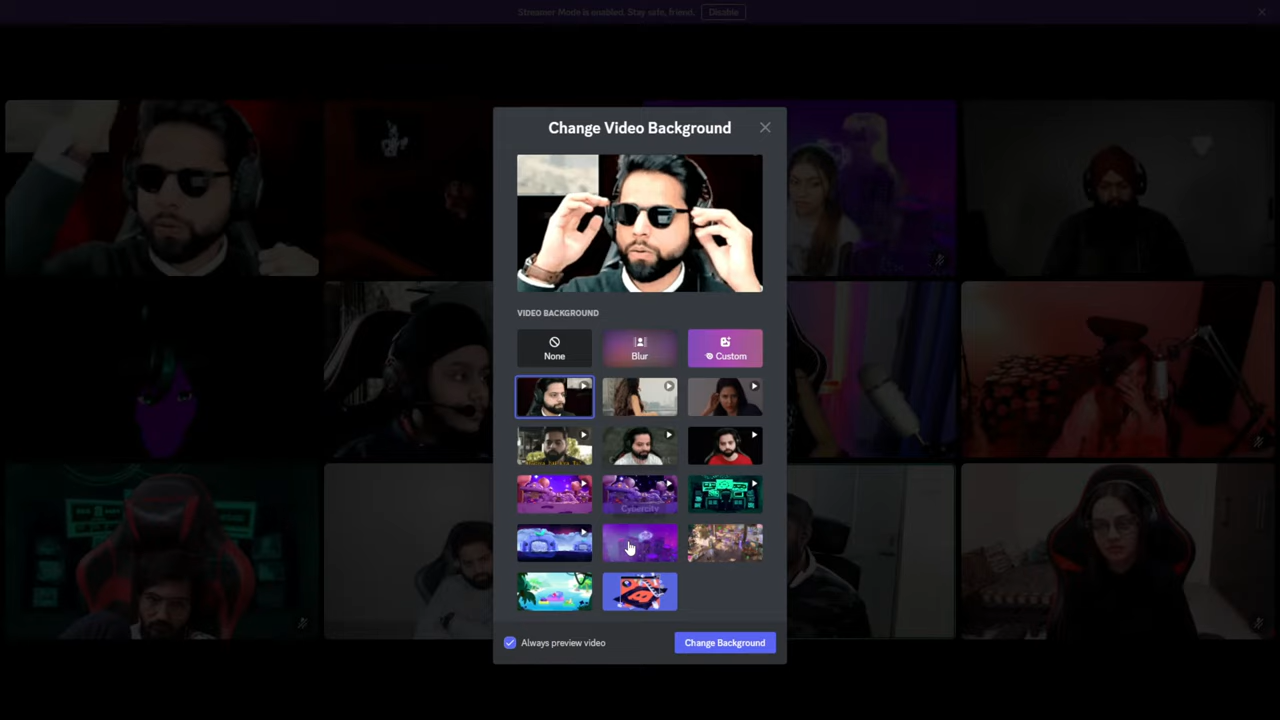 Streamer Mode is enabled. Stay safe, friend. Disable
Change Video Background
VIDEO BACKGROUND
None
Blur
Custom
Cybercity
Always preview video
Change Background